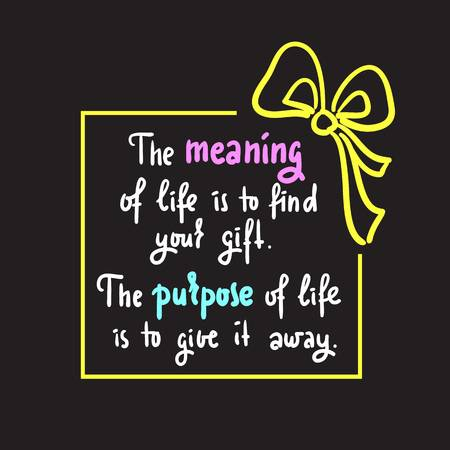 The meaning
of life is to find
your gift.
The purpose of life
is to give it away.